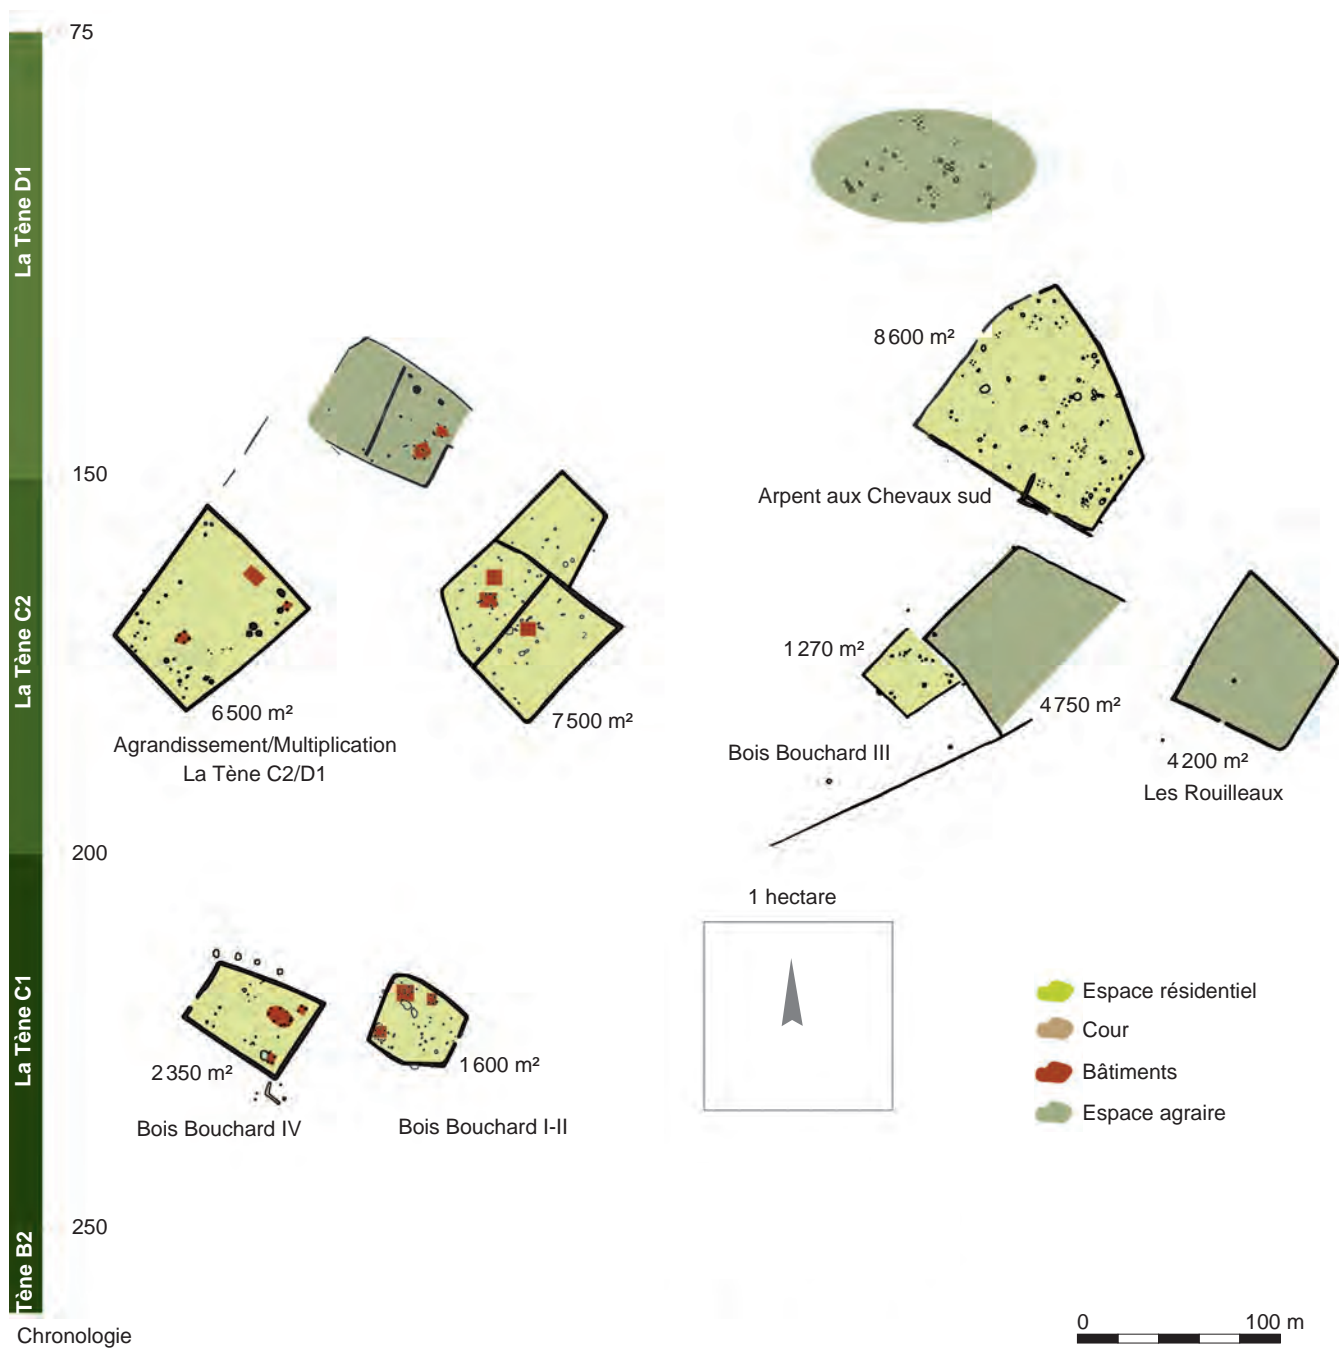 75
La Tène D1
8 600 m²
150
Arpent aux Chevaux sud
La Tène C2
1 270 m²
6 500 m²
7 500 m²
4 750 m²
Agrandissement/Multiplication
La Tène C2/D1
Bois Bouchard III
4 200 m²
Les Rouilleaux
200
1 hectare
La Tène C1
2 350 m²
1 600 m²
Bois Bouchard IV
Bois Bouchard I-II
Espace résidentiel
Cour
Bâtiments
Espace agraire
250
Tène B2
Chronologie
0 100 m